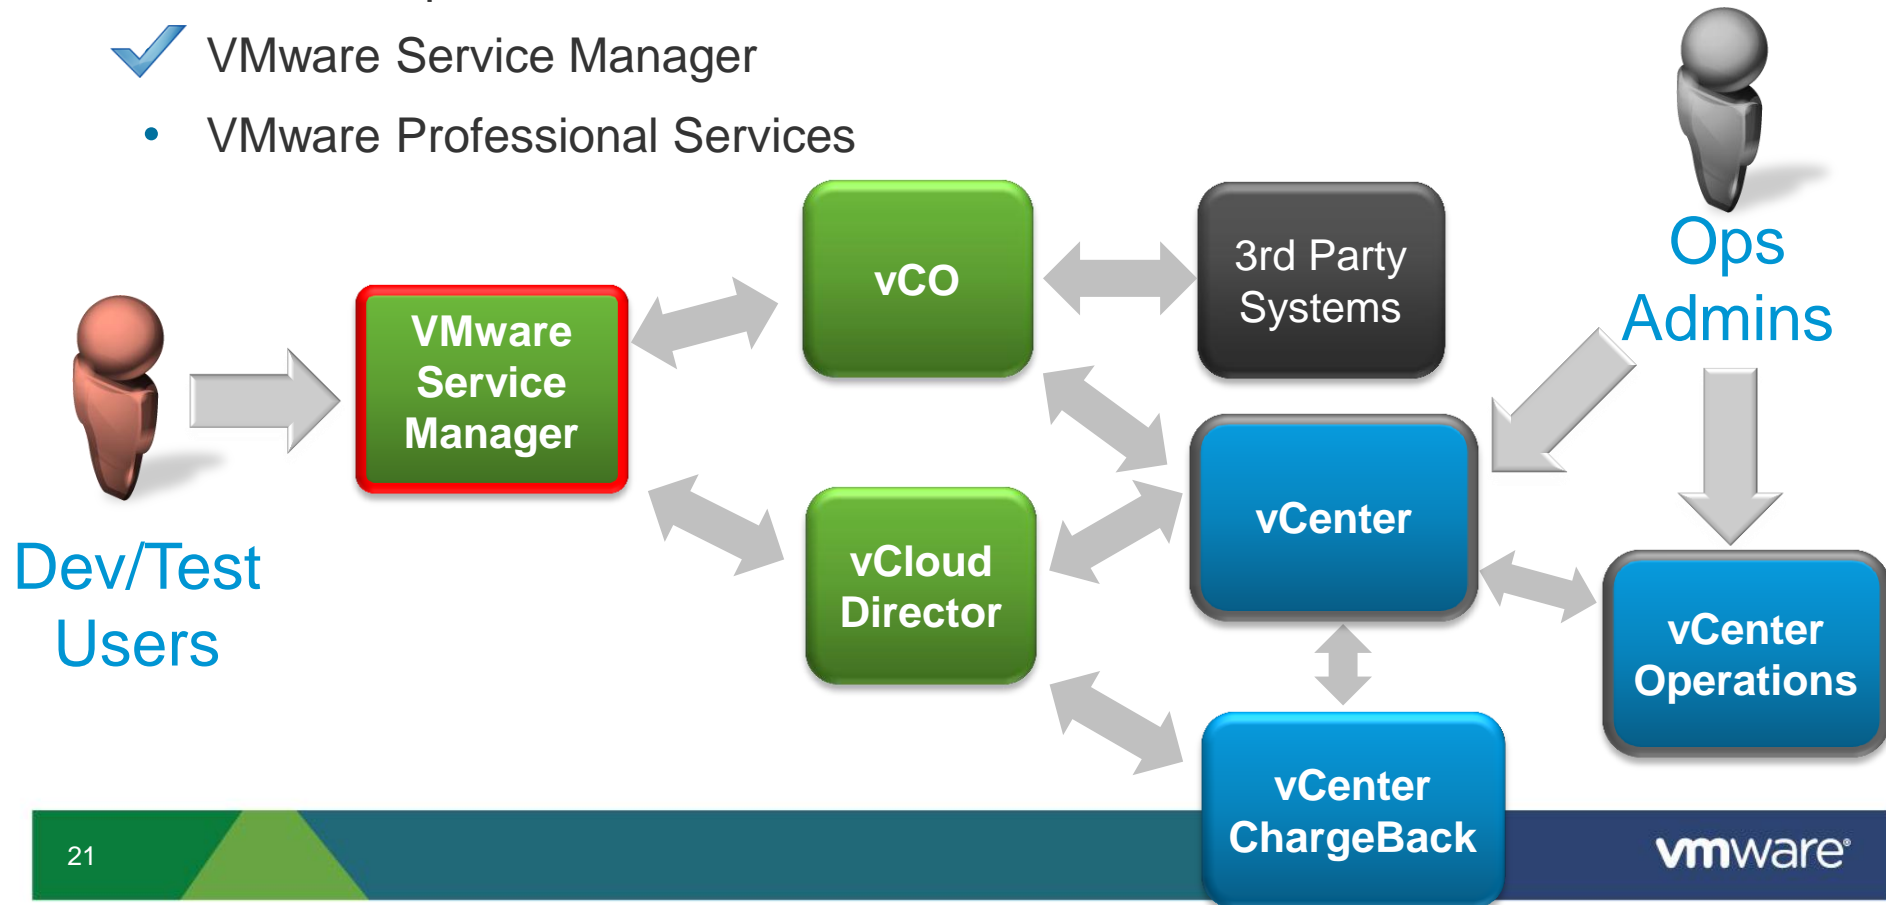 VMware Service Manager
• VMware Professional Services
vCO
3rd Party
Systems
Ops
Admins
VMware
Service
Manager
vCenter
vCloud
Director
Dev/Test
Users
vCenter
Operations
vCenter
ChargeBack
21
vmware®